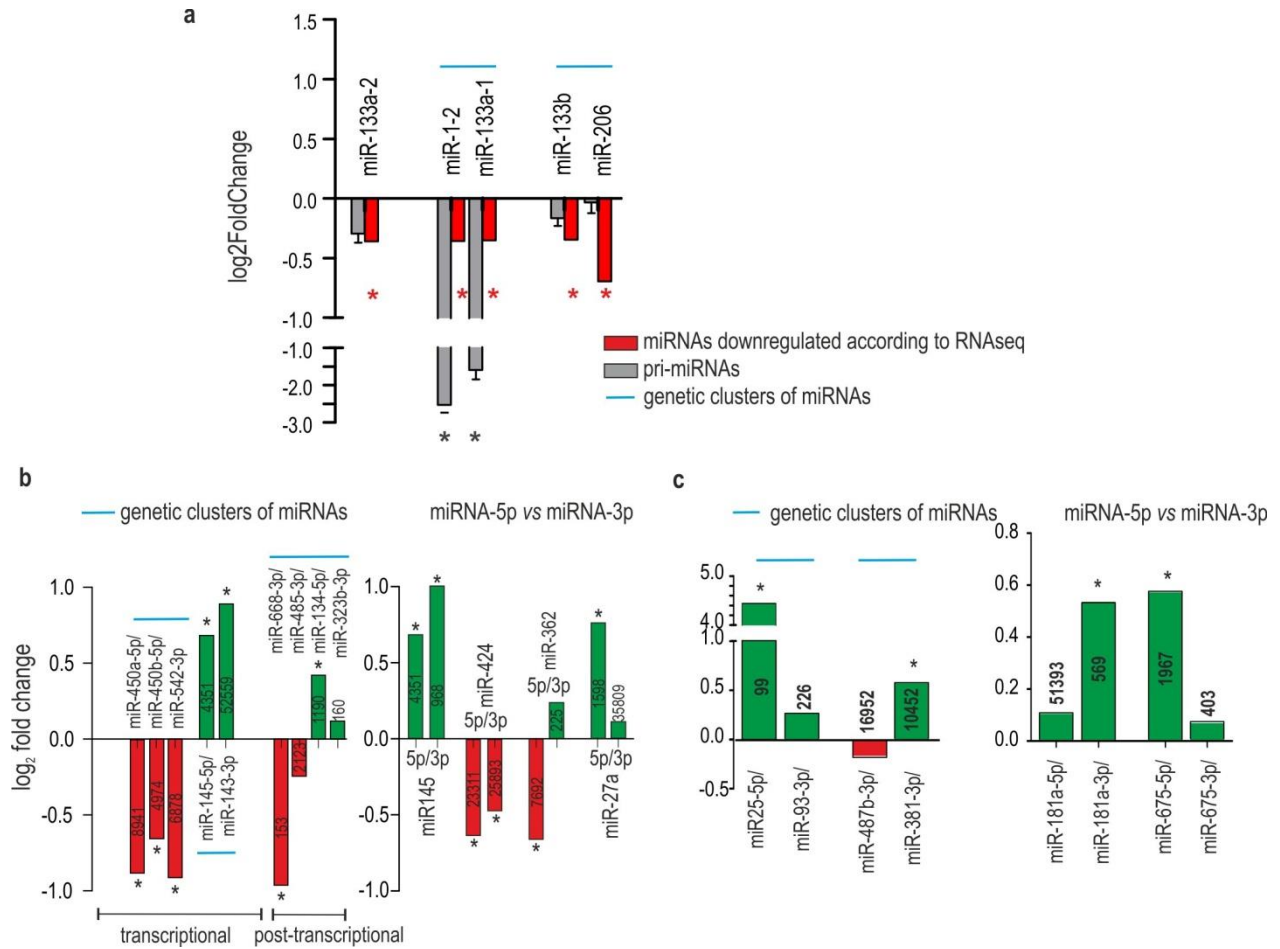 a
1.5
1.0
0.5
0.0
-0.5
-1.0
-1.0
-2.0
-3.0
log2FoldChange
miR-133a-2
miR-1-2
miR-133a-1
miR-133b
miR-206
*
*
*
*
*
*
*
miRNAs downregulated according to RNAseq
pri-miRNAs
genetic clusters of miRNAs
b
genetic clusters of miRNAs
miRNA-5p vs miRNA-3p
log2 fold change
1.0
0.5
0.0
-0.5
-1.0
miR-450a-5p/
miR-450b-5p/
miR-542-3p
miR-145-5p/
miR-143-3p
miR-668-3p/
miR-485-3p/
miR-134-5p/
miR-323b-3p
8941
4974
6878
4351
52559
153
2123
1190
160
*
*
*
*
*
*
*
transcriptional
post-transcriptional
1.0
0.5
0.0
-0.5
-1.0
4351
968
23311
25893
7692
225
1598
35809
*
*
*
*
*
*
5p/3p
miR145
miR-424
5p/3p
miR-362
5p/3p
5p/3p
miR-27a
c
genetic clusters of miRNAs
miRNA-5p vs miRNA-3p
5.0
4.0
1.0
0.5
0.0
-0.5
*
*
99
226
16952
10452
miR25-5p/
miR-93-3p/
miR-487b-3p/
miR-381-3p/
0.8
0.6
0.4
0.2
0.0
*
*
51393
569
1967
403
miR-181a-5p/
miR-181a-3p/
miR-675-5p/
miR-675-3p/